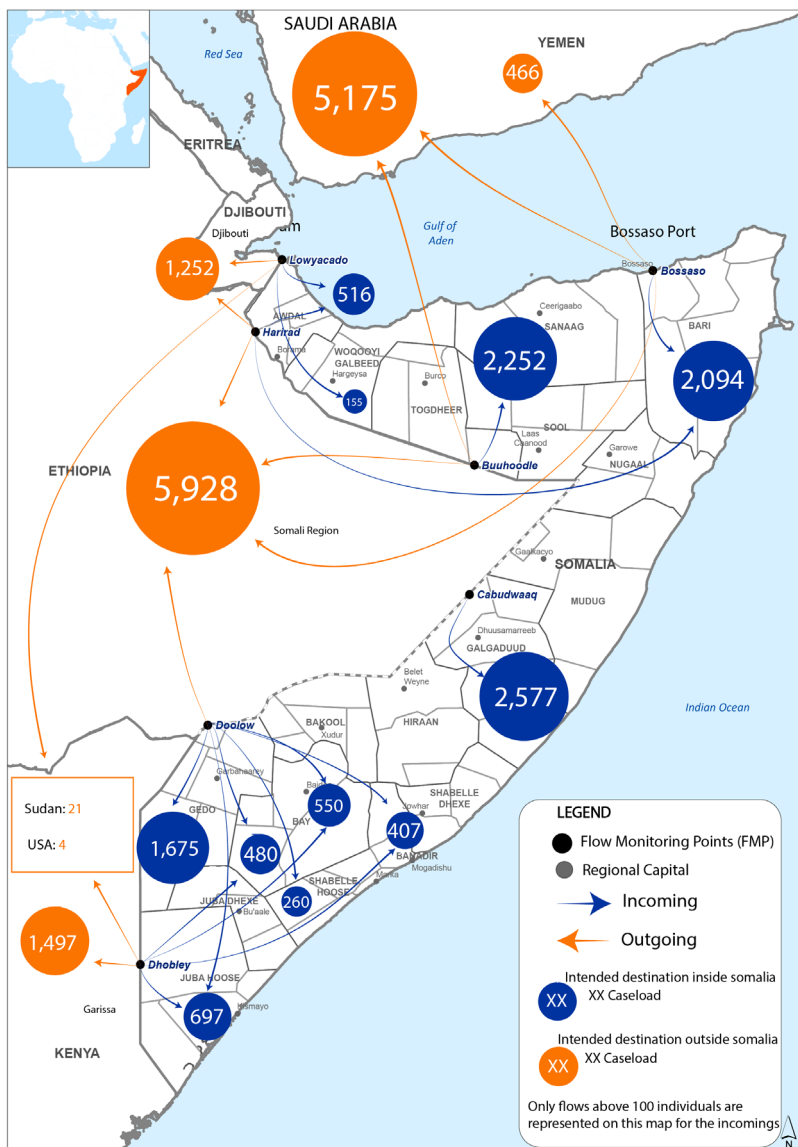 SAUDI ARABIA
YEMEN
Red Sea
466
5,175
ERITREA
DJIBOUTI
Djibouti
Gulf of
Aden
Bossaso Port
Lowyacado
Bossaso
Bossaso
1,252
516
AWDAL
Ceerigaabo
SANAAG
BARI
Harirad
Borama
WOQOOYI
GALBEED
Hargeysa
2,252
2,094
155
Burco
TOGDHEER
SOOL
Laas
Caanood
Garowe
NUGAAL
Buuhoodle
ETHIOPIA
5,928
Somali Region
Gaalkacyo
SOMALIA
MUDUG
Cabudwaaq
Dhuusamarreeb
GALGADUUD
Belet
Weyne
2,577
Indian Ocean
Doolow
BAKOOL
Xudur
HIRAAN
Garbahaarey
GEDO
BAY
550
SHABELLE
DHEXE
Jowhar
407
Sudan: 21
USA: 4
1,675
480
BANADIR
Mogadishu
SHABELLE
HOOSE
Marka
260
JUBA DHEXE
Bu'aale
1,497
Dhobley
JUBA HOOSE
Garissa
697
Kismayo
KENYA
LEGEND
Flow Monitoring Points (FMP)
Regional Capital
Incoming
Outgoing
Intended destination inside somalia
XX
XX Caseload
Intended destination outside somalia
XX
XX Caseload
Only flows above 100 individuals are
represented on this map for the incomings
N